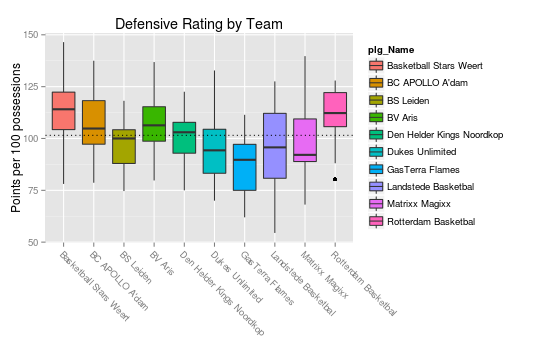 Defensive Rating by Team
Points per 100 possessions
150
125
100
75
50
Basketball Stars Weert
BC APOLLO A'dam
BS Leiden
BV Aris
Den Helder Kings Noordkop
Dukes Unlimited
GasTerra Flames
Landstede Basketbal
Matrixx Magixx
Rotterdam Basketbal
plg_Name
Basketball Stars Weert
BC APOLLO A'dam
BS Leiden
BV Aris
Den Helder Kings Noordkop
Dukes Unlimited
GasTerra Flames
Landstede Basketbal
Matrixx Magixx
Rotterdam Basketbal